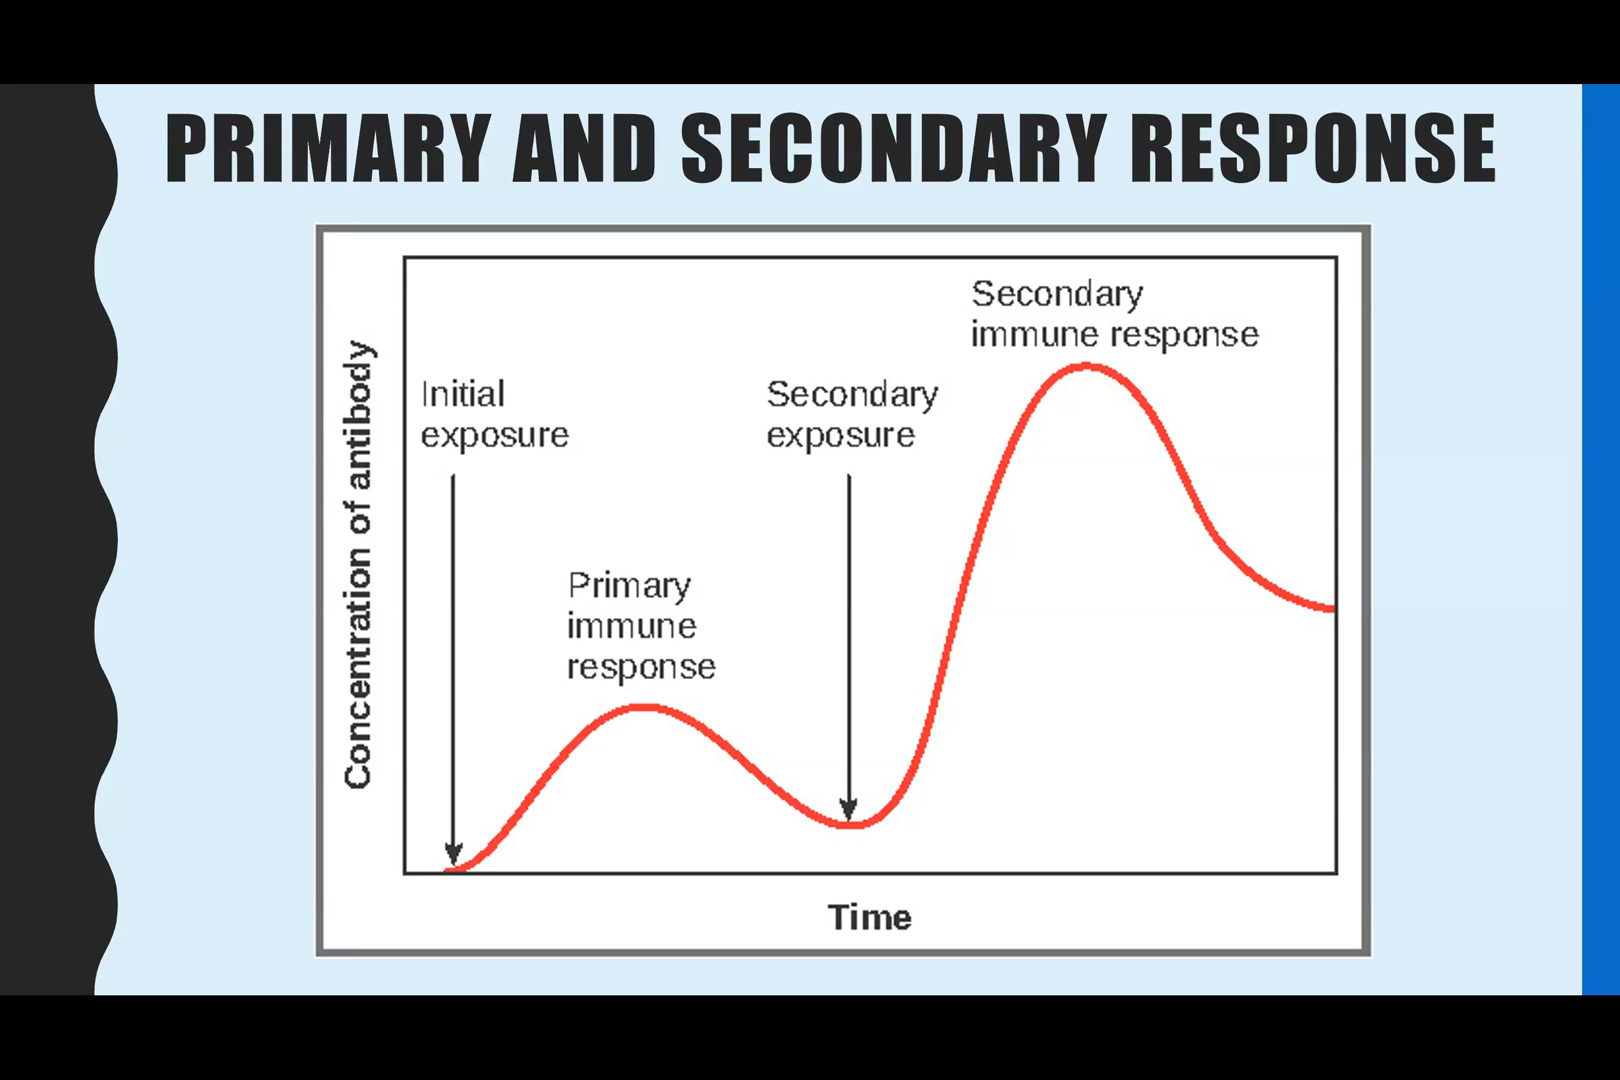 PRIMARY AND SECONDARY RESPONSE
Concentration of antibody
Initial
exposure
Primary
immune
response
Secondary
exposure
Secondary
immune response
Time